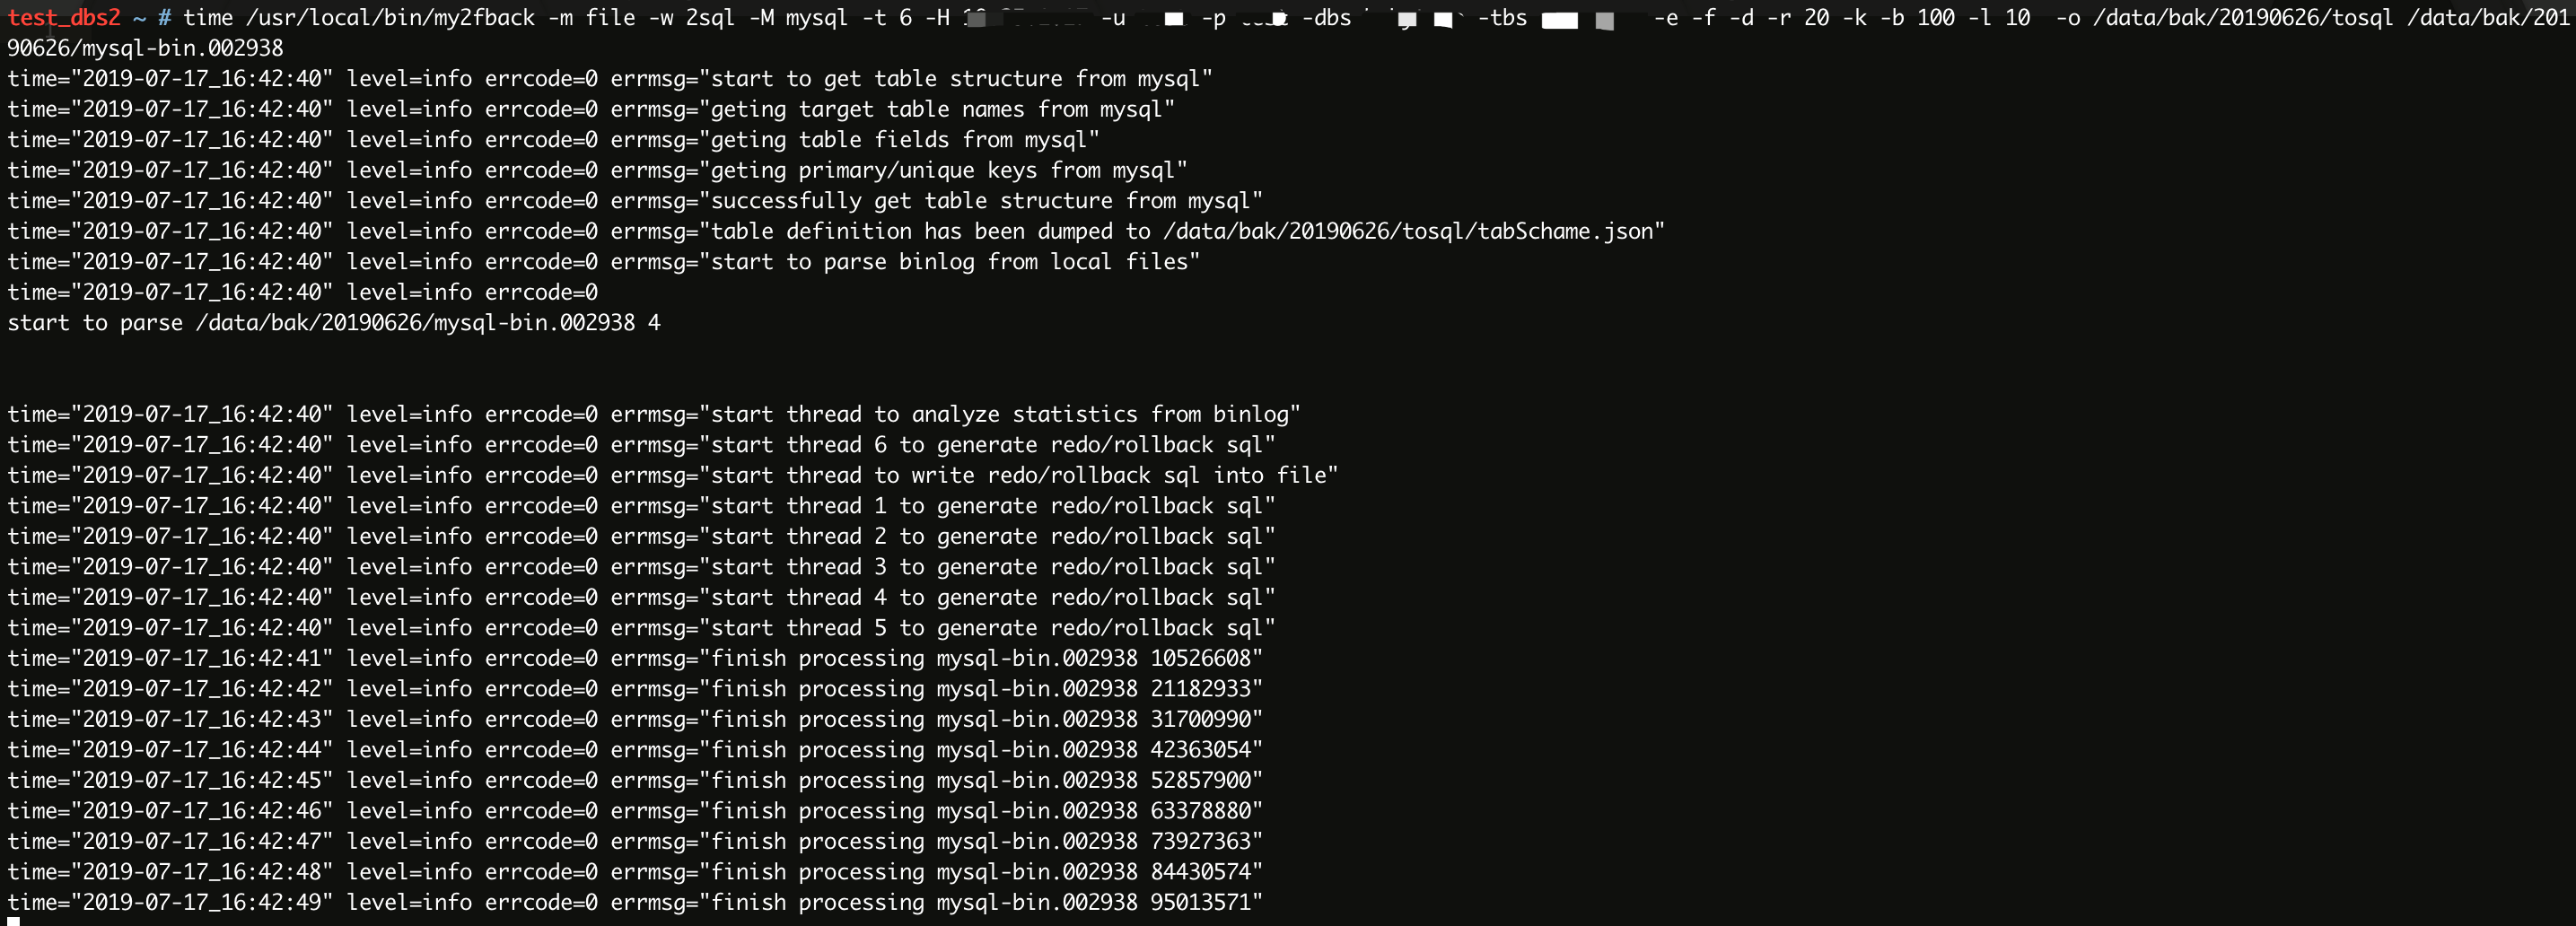 test_dbs2 ~ # time /usr/local/bin/my2fback -m file -w 2sql -M mysql -t 6 -H -u -p -dbs -tbs -e -f -d -r 20 -k -b 100 -l 10  -o /data/bak/20190626/tosql /data/bak/201
90626/mysql-bin.002938
time="2019-07-17_16:42:40" level=info errcode=0 errmsg="start to get table structure from mysql"
time="2019-07-17_16:42:40" level=info errcode=0 errmsg="geting target table names from mysql"
time="2019-07-17_16:42:40" level=info errcode=0 errmsg="geting table fields from mysql"
time="2019-07-17_16:42:40" level=info errcode=0 errmsg="geting primary/unique keys from mysql"
time="2019-07-17_16:42:40" level=info errcode=0 errmsg="successfully get table structure from mysql"
time="2019-07-17_16:42:40" level=info errcode=0 errmsg="table definition has been dumped to /data/bak/20190626/tosql/tabSchame.json"
time="2019-07-17_16:42:40" level=info errcode=0 errmsg="start to parse binlog from local files"
time="2019-07-17_16:42:40" level=info errcode=0
start to parse /data/bak/20190626/mysql-bin.002938 4
time="2019-07-17_16:42:40" level=info errcode=0 errmsg="start thread to analyze statistics from binlog"
time="2019-07-17_16:42:40" level=info errcode=0 errmsg="start thread 6 to generate redo/rollback sql"
time="2019-07-17_16:42:40" level=info errcode=0 errmsg="start thread to write redo/rollback sql into file"
time="2019-07-17_16:42:40" level=info errcode=0 errmsg="start thread 1 to generate redo/rollback sql"
time="2019-07-17_16:42:40" level=info errcode=0 errmsg="start thread 2 to generate redo/rollback sql"
time="2019-07-17_16:42:40" level=info errcode=0 errmsg="start thread 3 to generate redo/rollback sql"
time="2019-07-17_16:42:40" level=info errcode=0 errmsg="start thread 4 to generate redo/rollback sql"
time="2019-07-17_16:42:40" level=info errcode=0 errmsg="start thread 5 to generate redo/rollback sql"
time="2019-07-17_16:42:41" level=info errcode=0 errmsg="finish processing mysql-bin.002938 10526608"
time="2019-07-17_16:42:42" level=info errcode=0 errmsg="finish processing mysql-bin.002938 21182933"
time="2019-07-17_16:42:43" level=info errcode=0 errmsg="finish processing mysql-bin.002938 31700990"
time="2019-07-17_16:42:44" level=info errcode=0 errmsg="finish processing mysql-bin.002938 42363054"
time="2019-07-17_16:42:45" level=info errcode=0 errmsg="finish processing mysql-bin.002938 52857900"
time="2019-07-17_16:42:46" level=info errcode=0 errmsg="finish processing mysql-bin.002938 63378880"
time="2019-07-17_16:42:47" level=info errcode=0 errmsg="finish processing mysql-bin.002938 73927363"
time="2019-07-17_16:42:48" level=info errcode=0 errmsg="finish processing mysql-bin.002938 84430574"
time="2019-07-17_16:42:49" level=info errcode=0 errmsg="finish processing mysql-bin.002938 95013571"